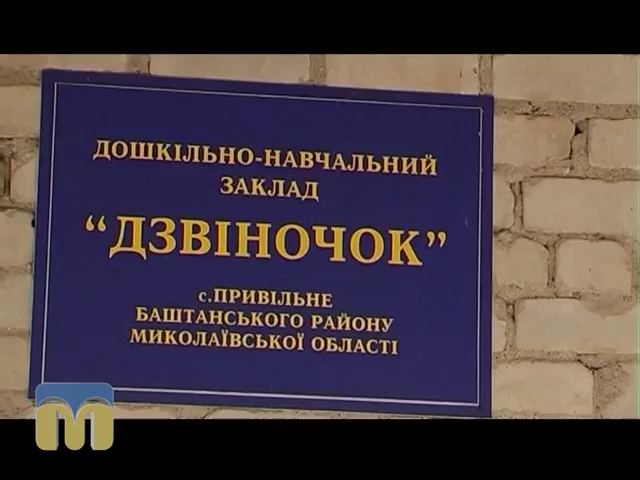 ДОШКІЛЬНО-НАВЧАЛЬНИЙ
ЗАКЛАД
“ДЗВІНОЧОК”
с.ПРИВІЛЬНЕ
БАШТАНСЬКОГО РАЙОНУ
МИКОЛАЇВСЬКОЇ ОБЛАСТІ
М